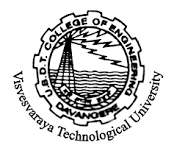 U.B.D.T. COLLEGE OF ENGINEERING
DAVANGERE
Visvesvaraya Technological University